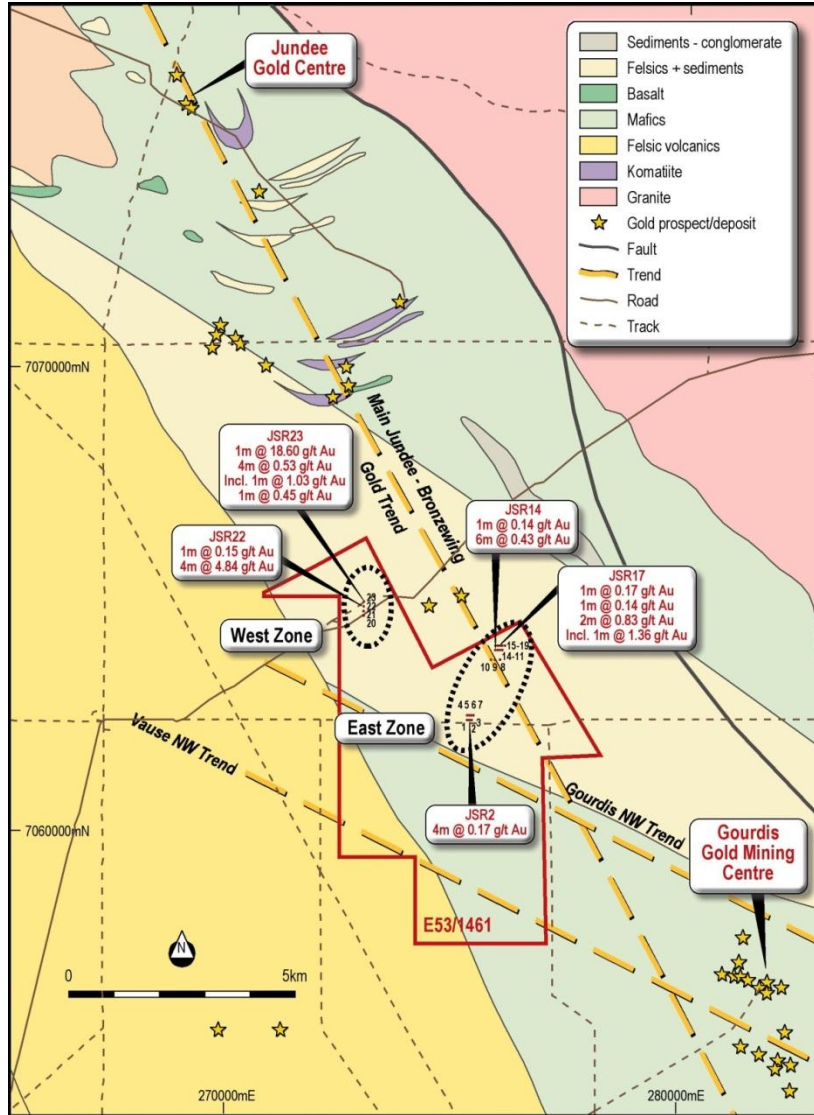 Jundee
Gold Centre
Sediments - conglomerate
Felsics + sediments
Basalt
Mafics
Felsic volcanics
Komatiite
Granite
Gold prospect/deposit
Fault
Trend
Road
Track
7070000mN
Main Jundee - Bronzewing
Gold Trend
JSR23
1m @ 18.60 g/t Au
4m @ 0.53 g/t Au
Incl. 1m @ 1.03 g/t Au
1m @ 0.45 g/t Au
JSR14
1m @ 0.14 g/t Au
6m @ 0.43 g/t Au
JSR22
1m @ 0.15 g/t Au
4m @ 4.84 g/t Au
JSR17
1m @ 0.17 g/t Au
1m @ 0.14 g/t Au
2m @ 0.83 g/t Au
Incl. 1m @ 1.36 g/t Au
23
22
21
20
West Zone
15-19
14-11
10 9 8
4 5 6 7
1 2 3
East Zone
Vause NW Trend
Gourdis NW Trend
JSR2
4m @ 0.17 g/t Au
7060000mN
Gourdis
Gold Mining
Centre
E53/1461
N
0 5km
270000mE
280000mE